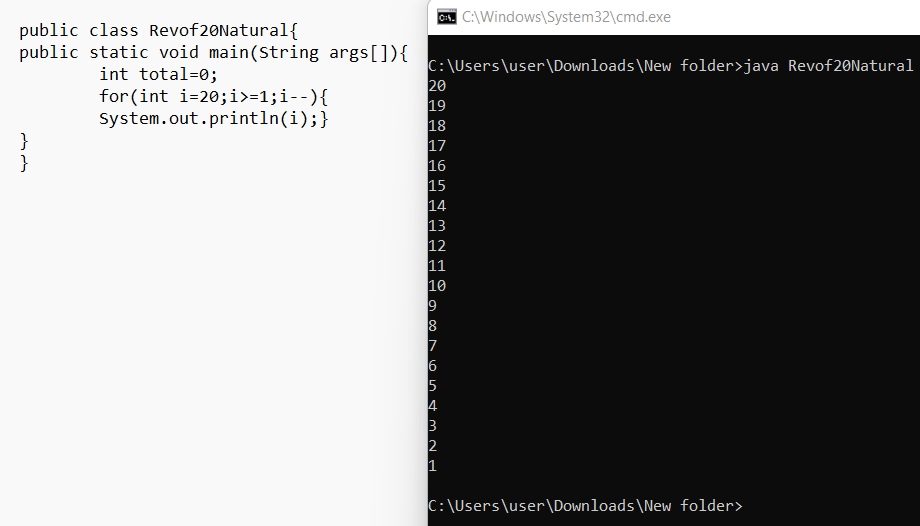 public class Revof20Natural{
public static void main(String args[]){
int total=0;
for(int i=20;i>=1;i--){
System.out.println(i);}
}
}
C:\Windows\System32\cmd.exe
C:\Users\user\Downloads\New folder>java Revof20Natural
20
19
18
17
16
15
14
13
12
11
10
9
8
7
6
5
4
3
2
1
C:\Users\user\Downloads\New folder>